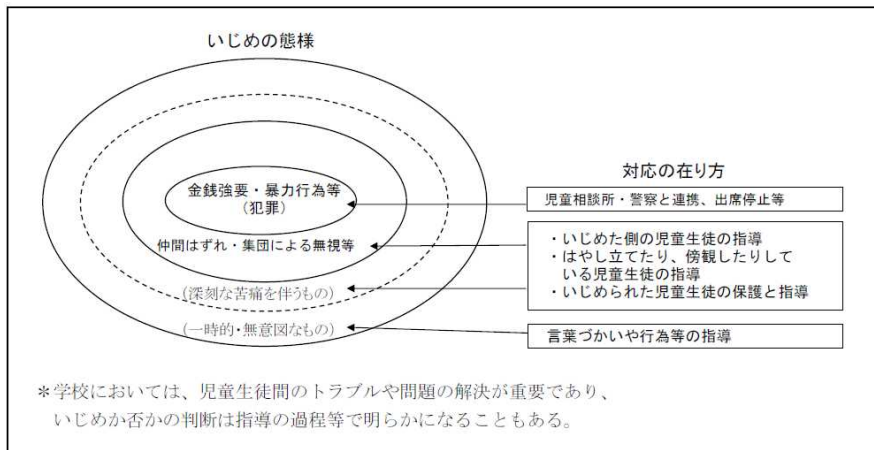 いじめの態様
金銭強要・暴力行為等
（犯罪）
仲間はずれ・集団による無視等
（深刻な苦痛を伴うもの）
（一時的・無意図なもの）
対応の在り方
児童相談所・警察と連携、出席停止等
・いじめた側の児童生徒の指導
・はやし立てたり、傍観したりして
いる児童生徒の指導
・いじめられた児童生徒の保護と指導
言葉づかいや行為等の指導
＊学校においては、児童生徒間のトラブルや問題の解決が重要であり、
いじめか否かの判断は指導の過程等で明らかになることもある。